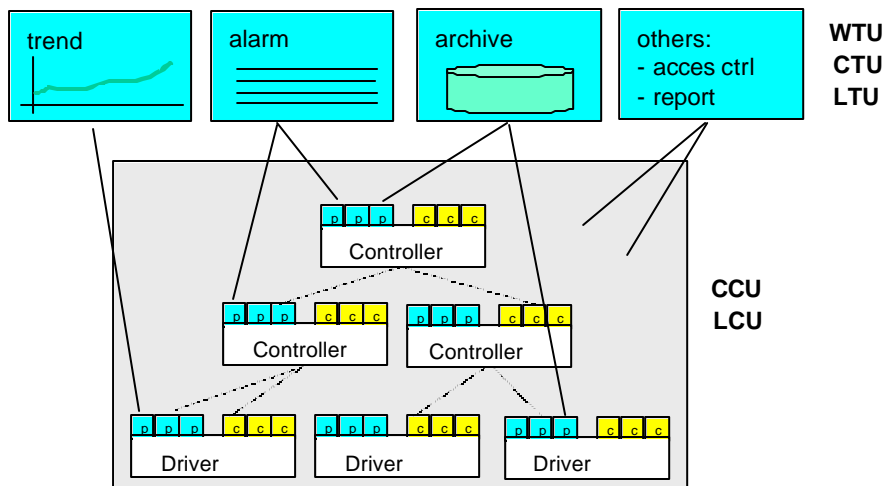 trend
alarm
archive
others:
- acces ctrl
- report
WTU
CTU
LTU
p p p c c c
Controller
CCU
LCU
p p p c c c
Controller
p p p c c c
Controller
p p p c c c
Driver
p p p c c c
Driver
p p p c c c
Driver